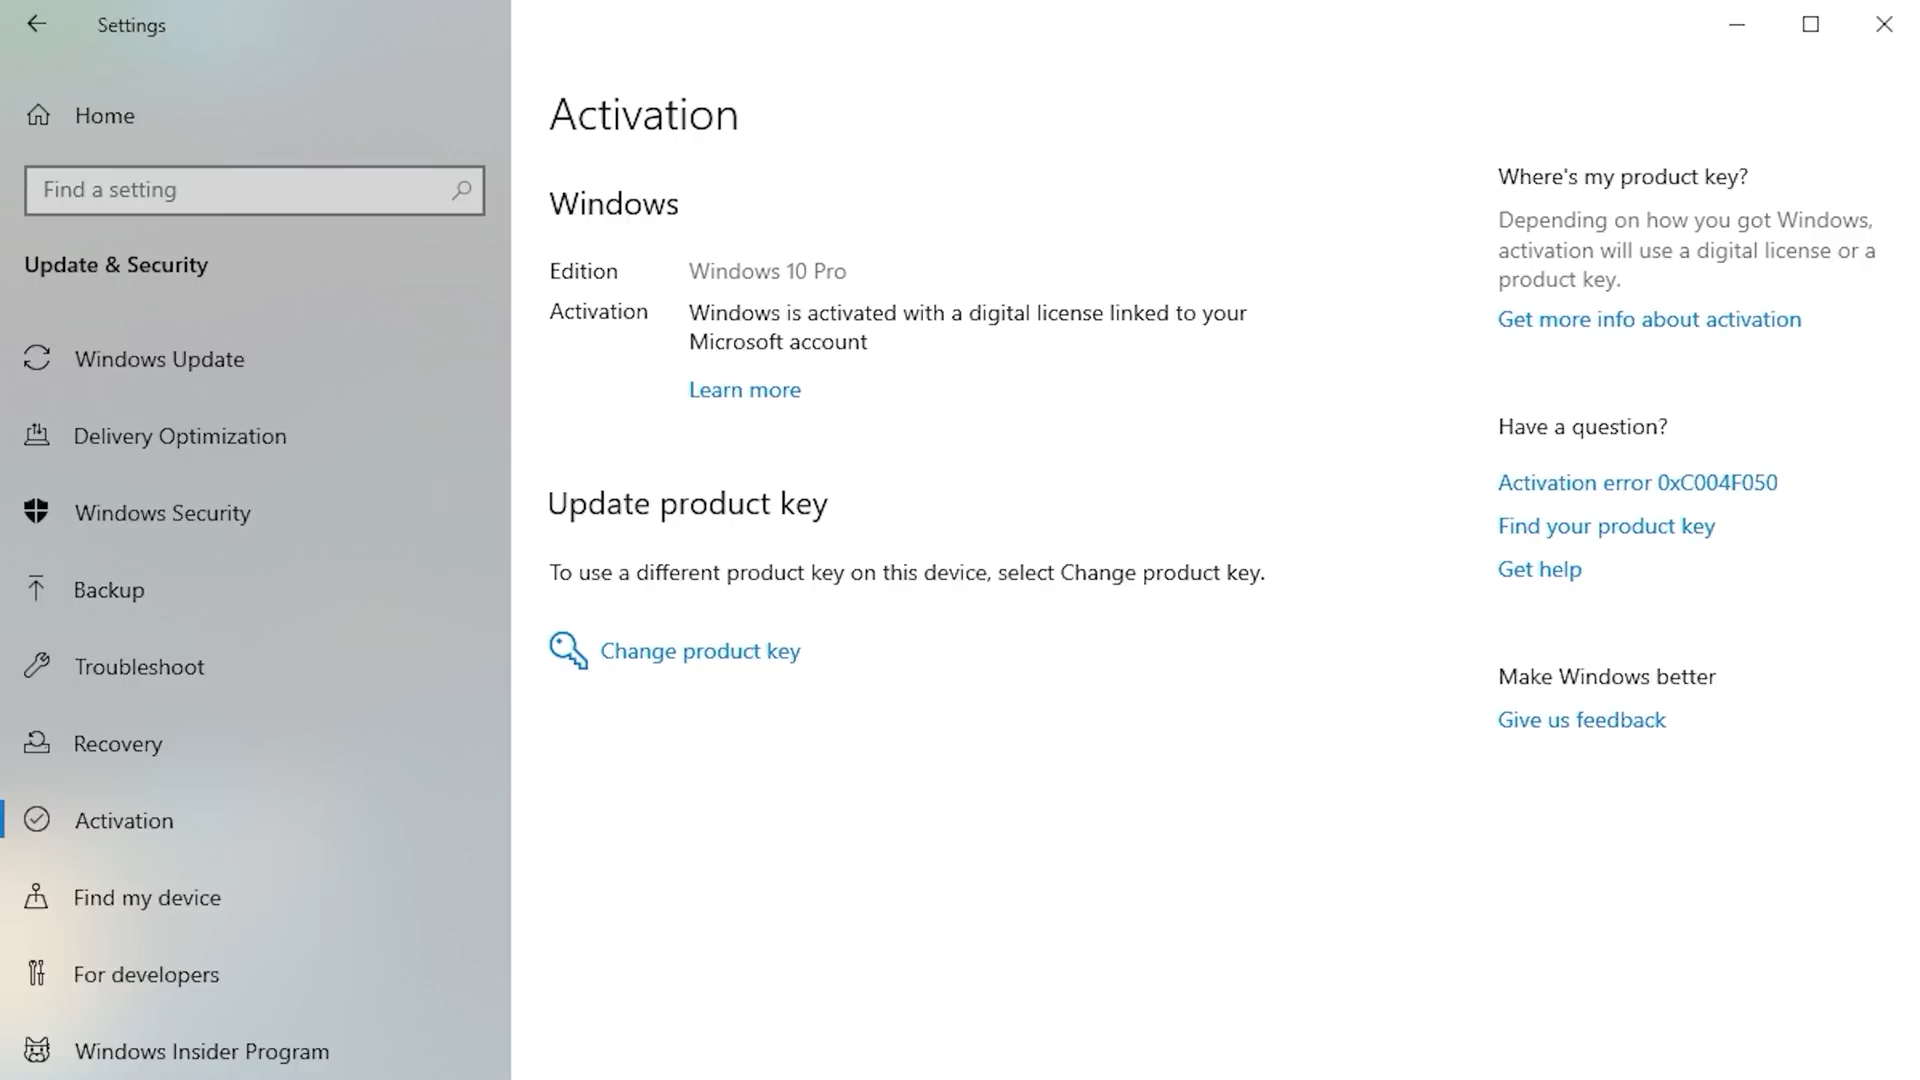 Settings
Home
Find a setting
Update & Security
Windows Update
Delivery Optimization
Windows Security
Backup
Troubleshoot
Recovery
Activation
Find my device
For developers
Windows Insider Program
Activation
Windows
Edition Windows 10 Pro
Activation Windows is activated with a digital license linked to your
Microsoft account
Learn more
Update product key
To use a different product key on this device, select Change product key.
Change product key
Where's my product key?
Depending on how you got Windows,
activation will use a digital license or a
product key.
Get more info about activation
Have a question?
Activation error 0xC004F050
Find your product key
Get help
Make Windows better
Give us feedback